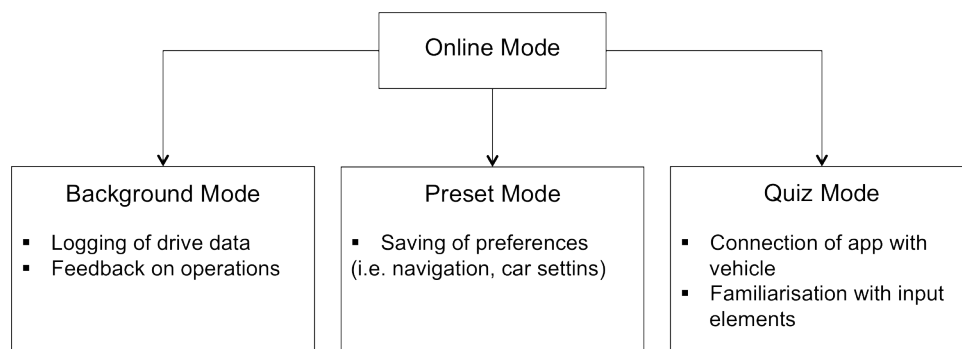 Online Mode
Background Mode
▪ Logging of drive data
▪ Feedback on operations
Preset Mode
▪ Saving of preferences
(i.e. navigation, car settins)
Quiz Mode
▪ Connection of app with
vehicle
▪ Familiarisation with input
elements